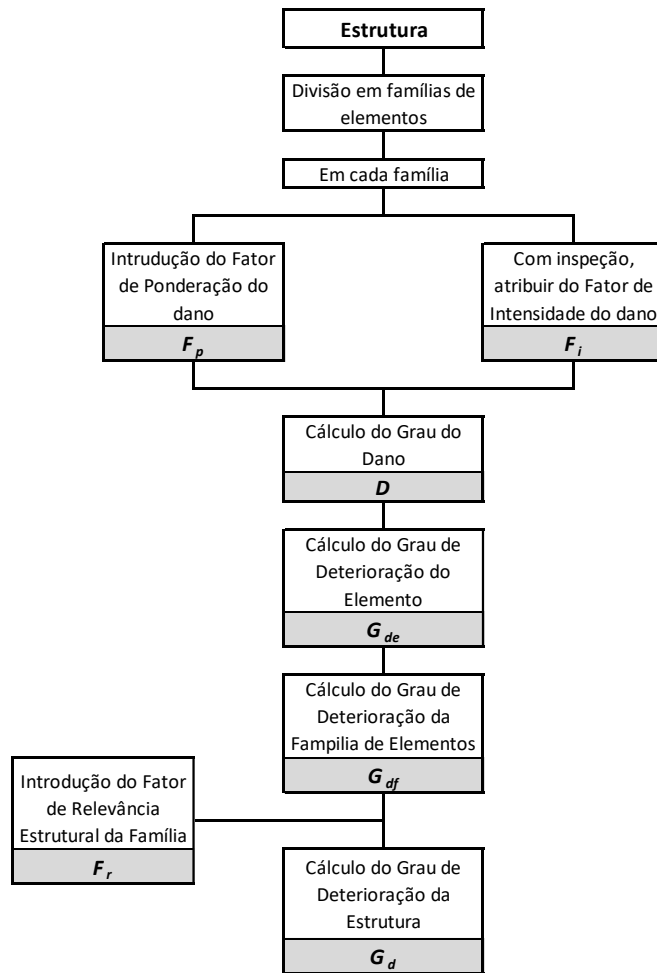 Estrutura
Divisão em famílias de
elementos
Em cada família
Intrudução do Fator
de Ponderação do
dano
F p
Com inspeção,
atribuir do Fator de
Intensidade do dano
F i
Cálculo do Grau do
Dano
D
Cálculo do Grau de
Deterioração do
Elemento
G de
Cálculo do Grau de
Deterioração da
Fampilia de Elementos
G df
Introdução do Fator
de Relevância
Estrutural da Família
F r
Cálculo do Grau de
Deterioração da
Estrutura
G d